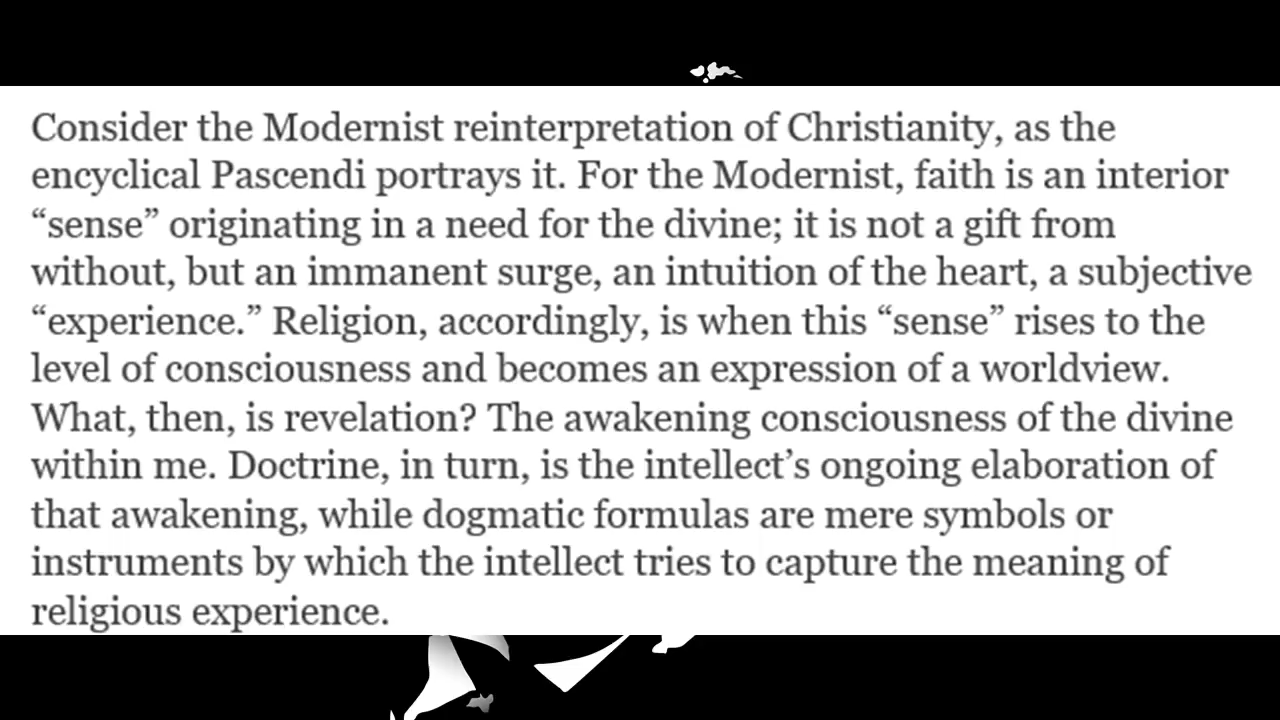 Consider the Modernist reinterpretation of Christianity, as the
encyclical Pascendi portrays it. For the Modernist, faith is an interior
“sense” originating in a need for the divine; it is not a gift from
without, but an immanent surge, an intuition of the heart, a subjective
“experience.” Religion, accordingly, is when this “sense” rises to the
level of consciousness and becomes an expression of a worldview.
What, then, is revelation? The awakening consciousness of the divine
within me. Doctrine, in turn, is the intellect’s ongoing elaboration of
that awakening, while dogmatic formulas are mere symbols or
instruments by which the intellect tries to capture the meaning of
religious experience.